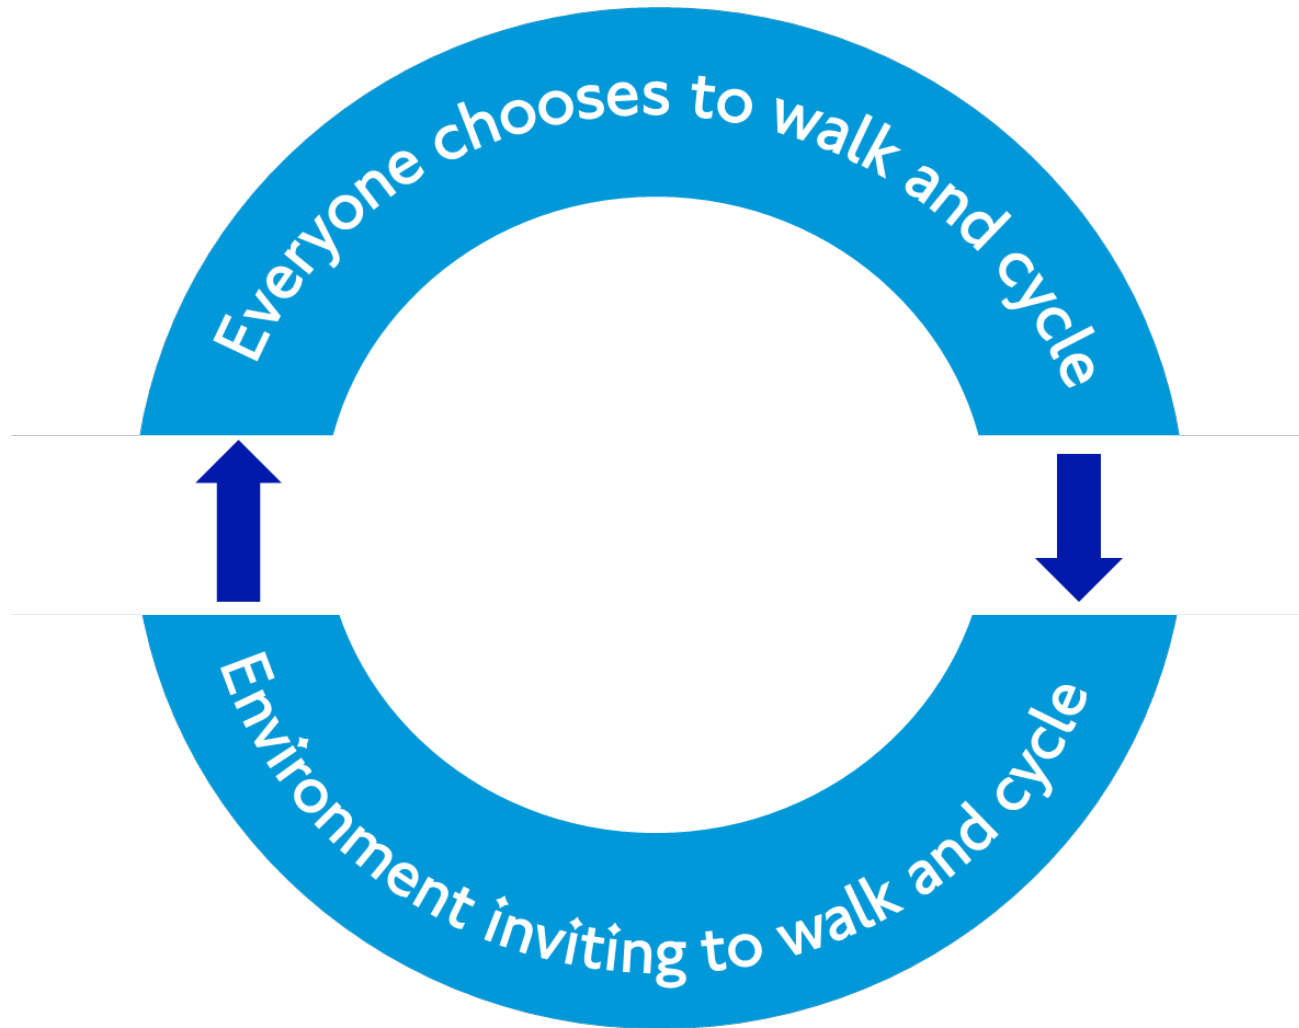 Everyone chooses to walk and cycle
Environment inviting to walk and cycle